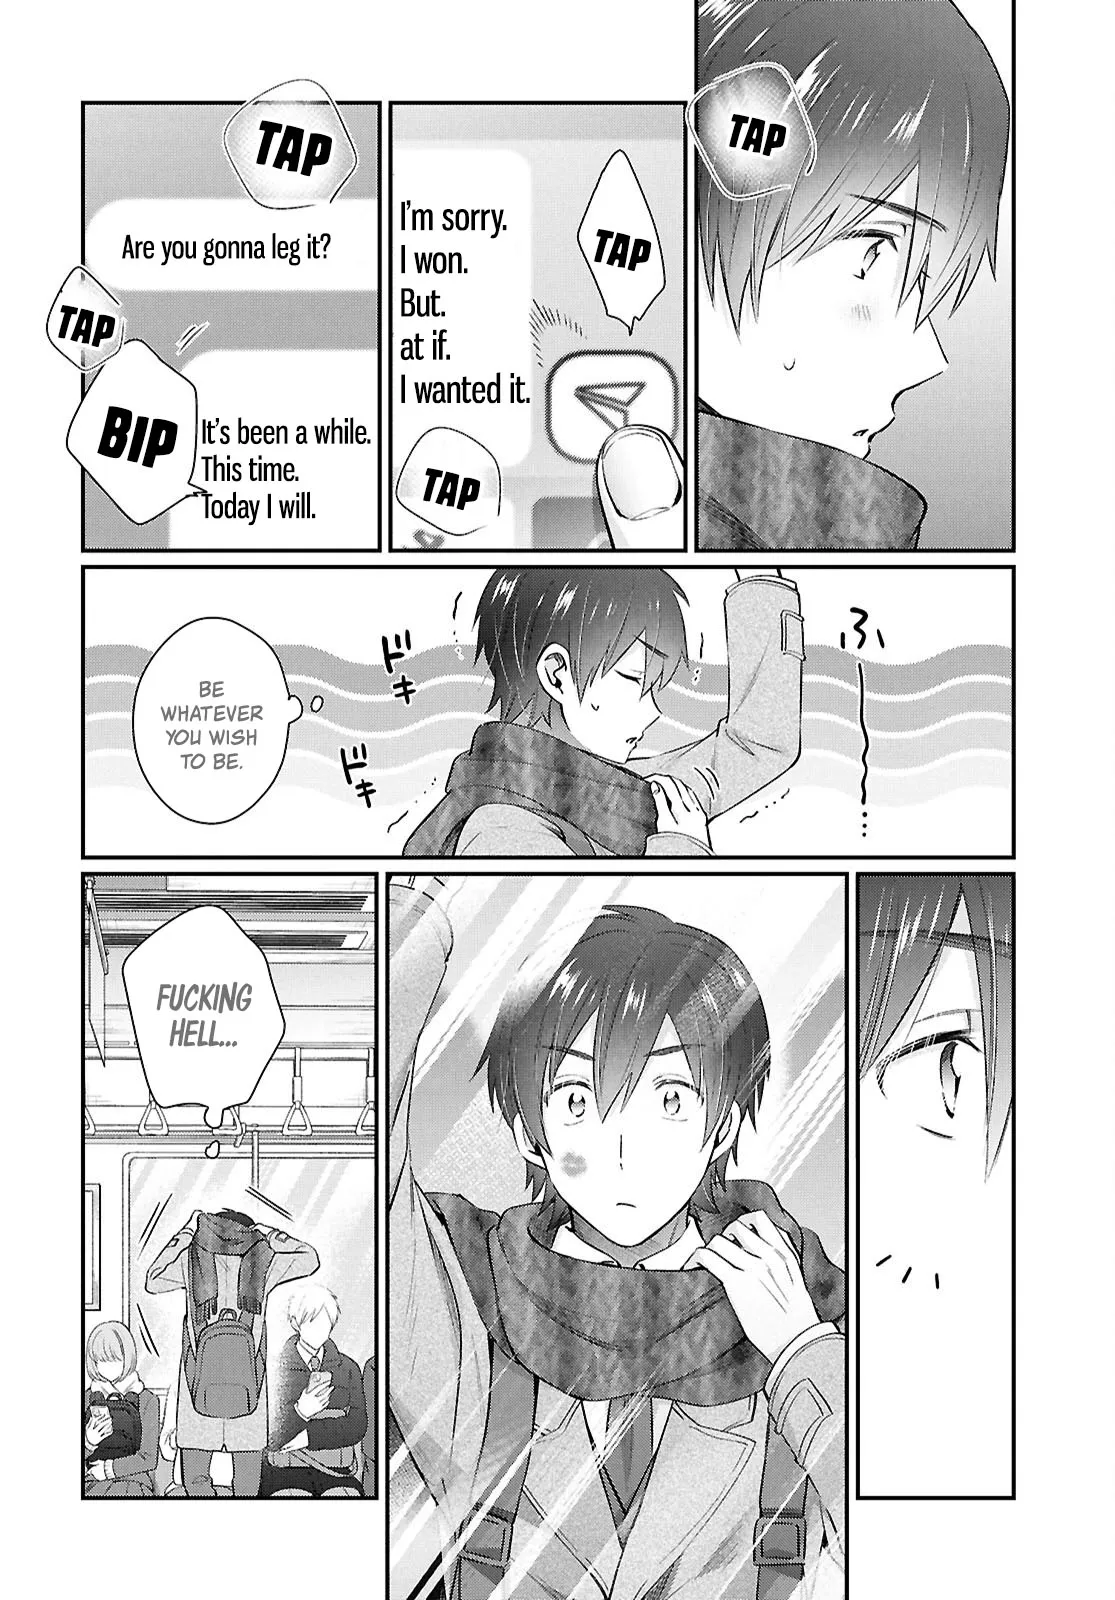 TAP
TAP
I'm sorry.
I won.
But.
at if.
I wanted it.
TAP
TAP
Are you gonna leg it?
TAP
BIP
It's been a while.
This time.
Today I will.
ふ
ドキ
ドキ
BE
WHATEVER
YOU WISH
TO BE.
FUCKING
HELL...